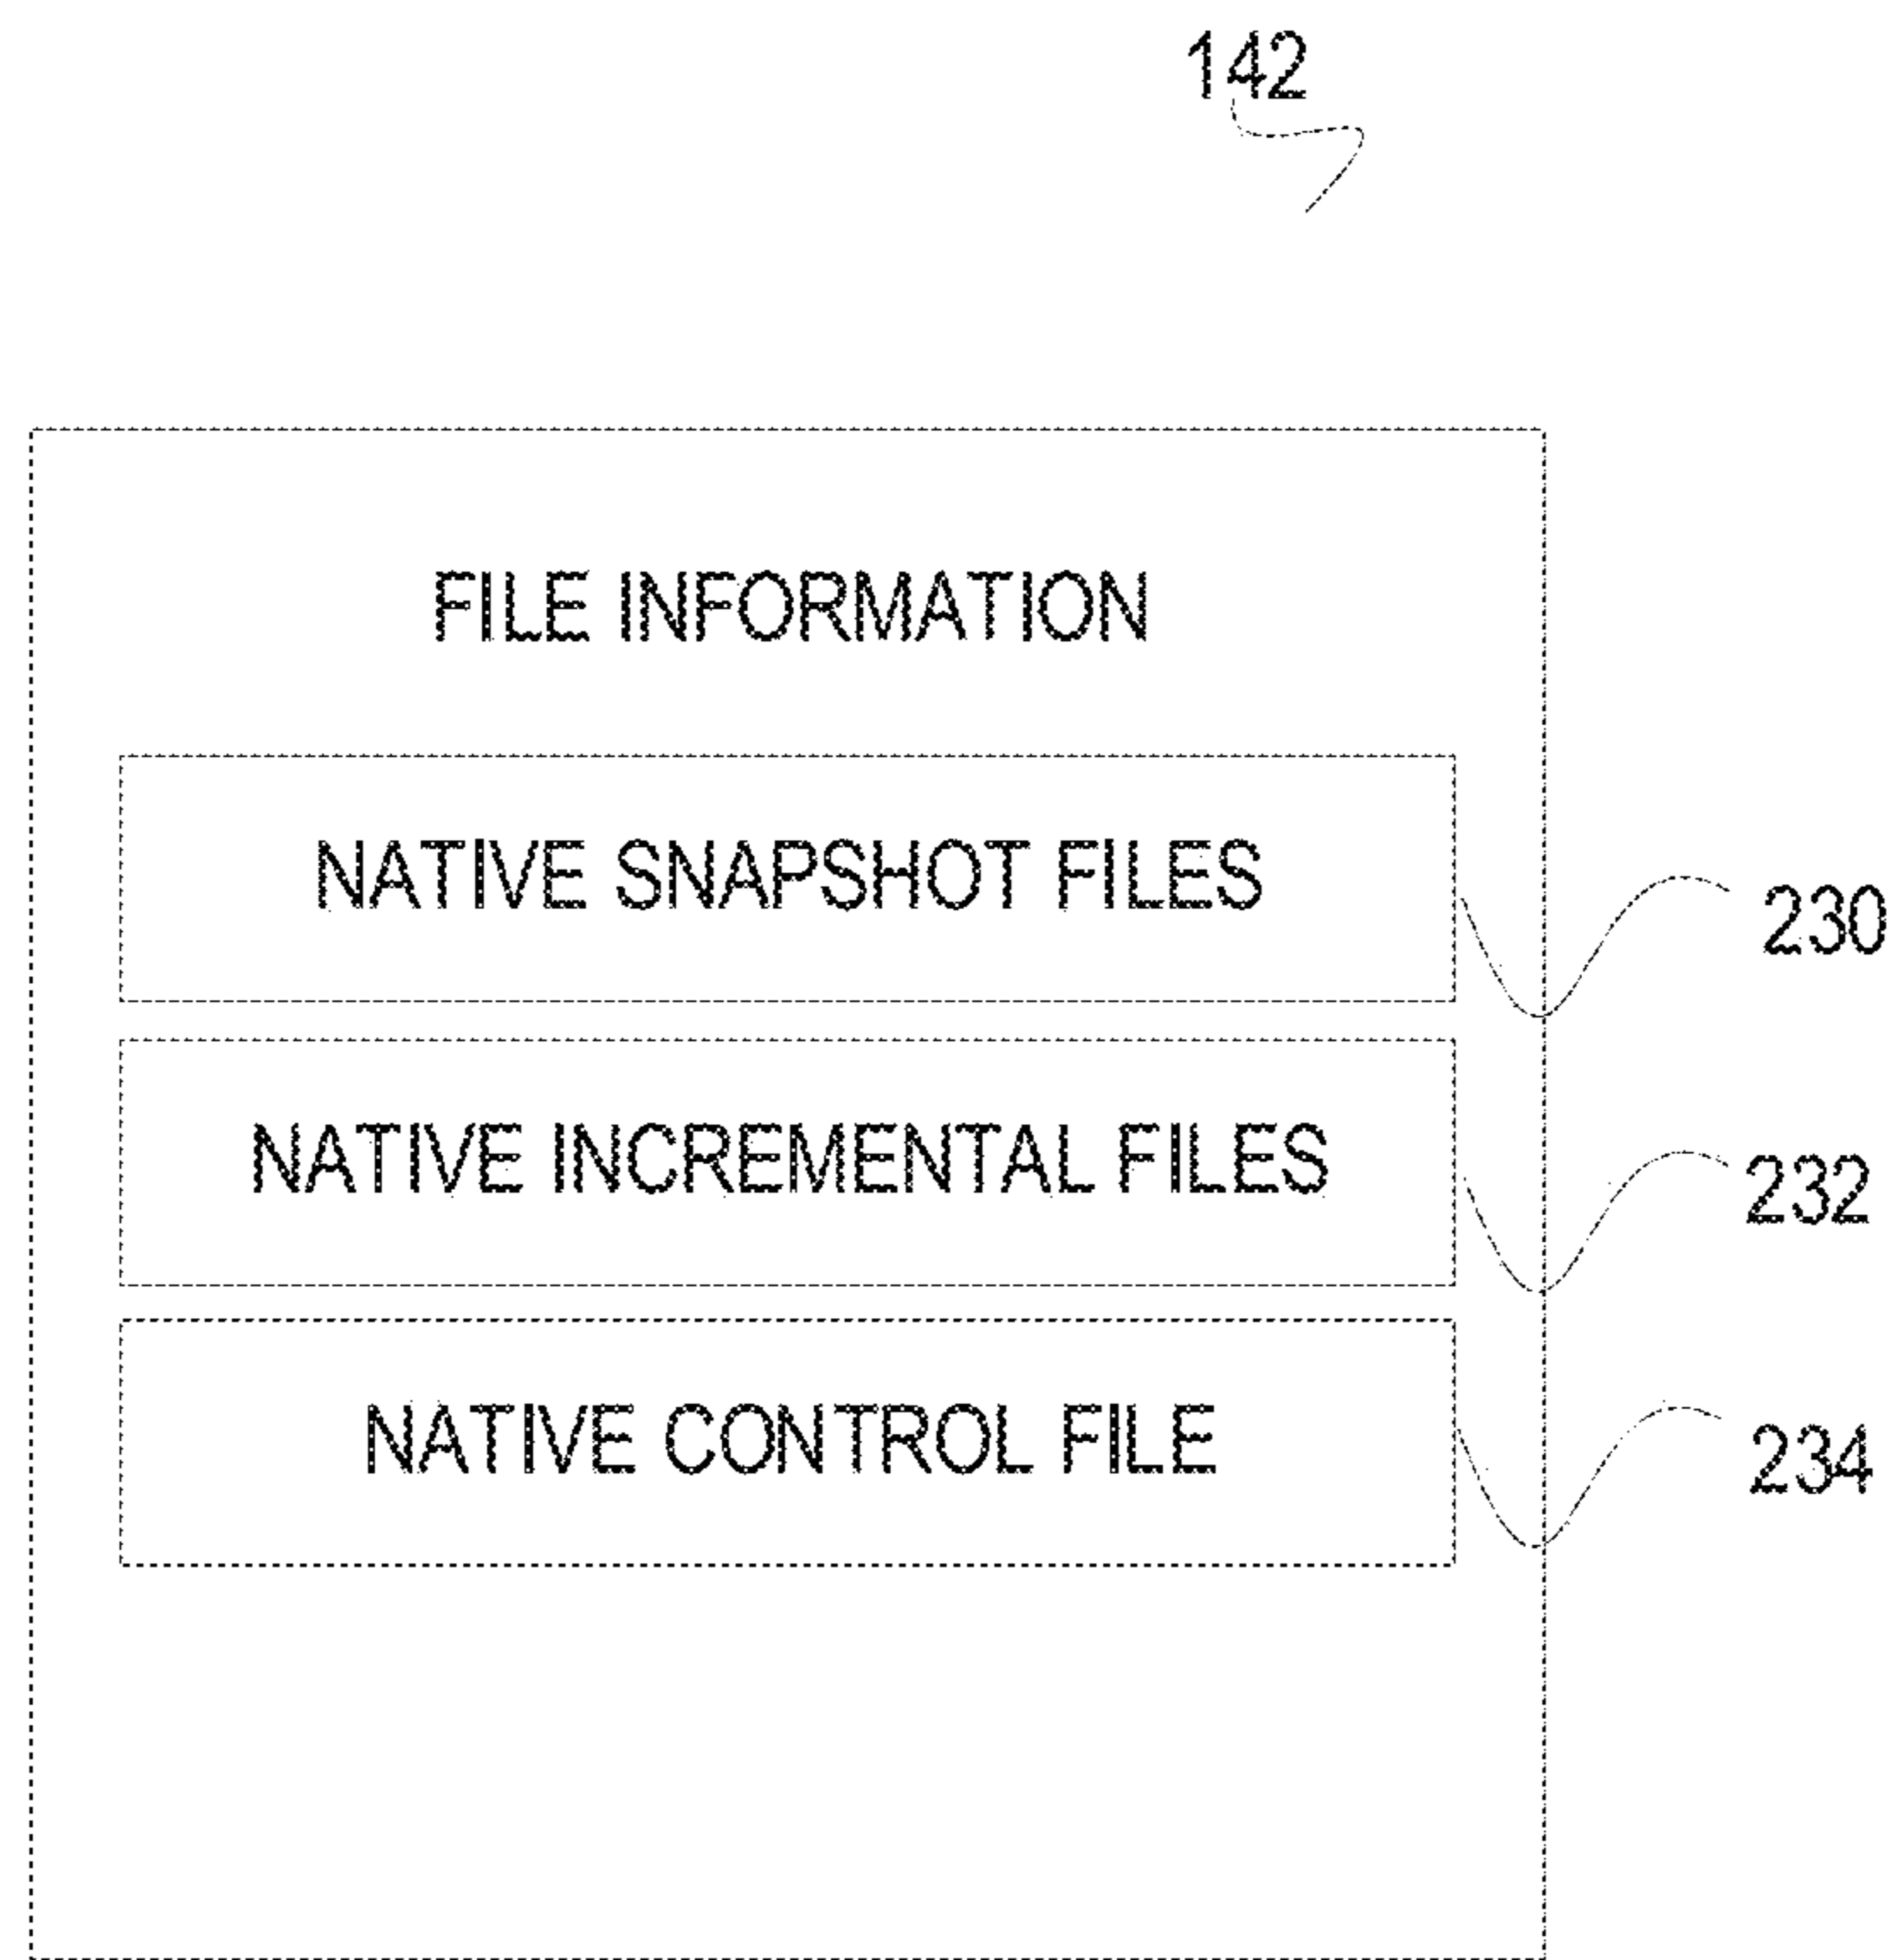 142
FILE INFORMATION
NATIVE SNAPSHOT FILES
230
NATIVE INCREMENTAL FILES
232
NATIVE CONTROL FILE
234